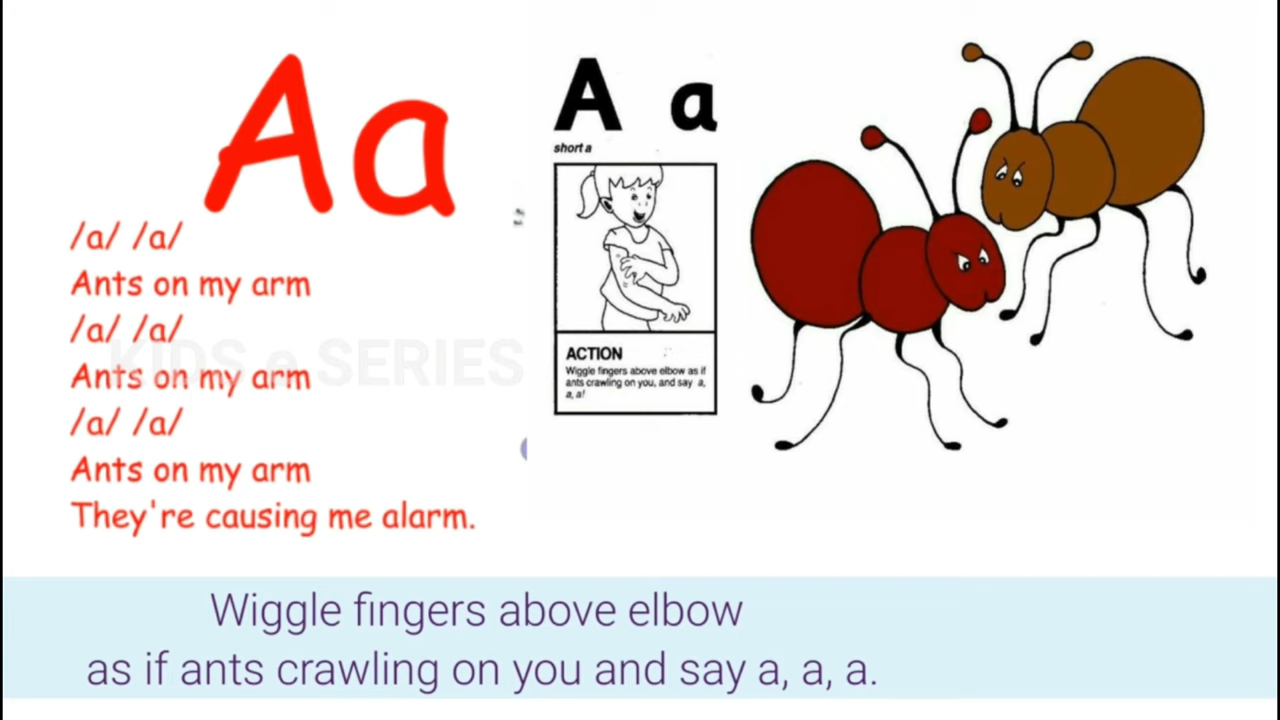 Aa
/a/ /a/
Ants on my arm
/a/ /a/
Ants on my arm
/a/ /a/
Ants on my arm
They're causing me alarm.
KIDS e SERIES
A a
short a
ACTION
Wiggle fingers above elbow as if
ants crawling on you, and say a,
a, a!
Wiggle fingers above elbow
as if ants crawling on you and say a, a, a.